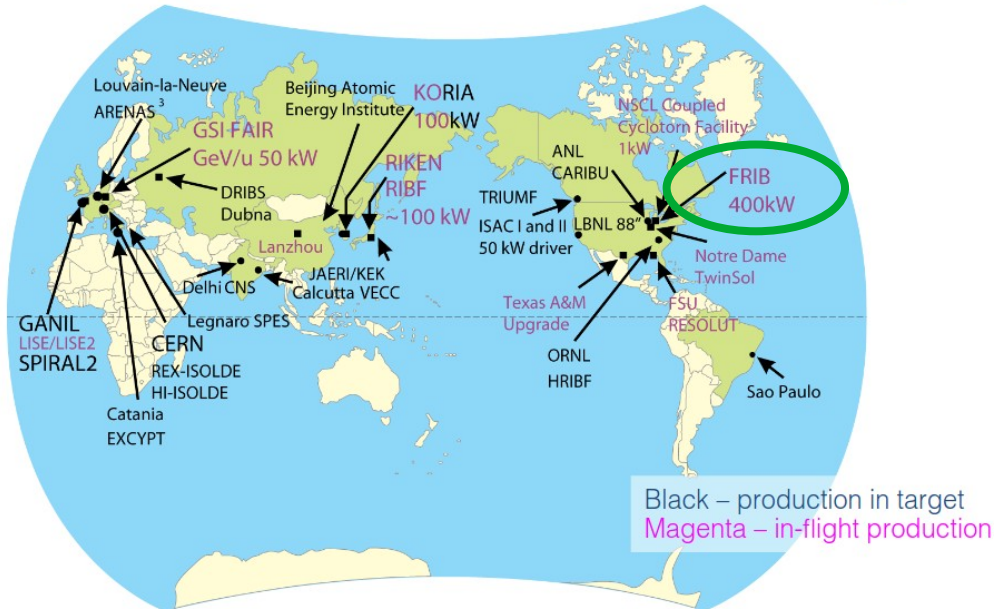 Louvain-la-Neuve
ARENAS 3
Beijing Atomic
Energy Institute
KORIA
100kW
GSI FAIR
GeV/u 50 kW
RIKEN
RIBF
~100 kW
DRIBS
Dubna
Lanzhou
JAERI/KEK
Delhi CNS
Calcutta VECC
Legnaro SPES
GANIL
LISE/LISE2
SPIRAL2
CERN
REX-ISOLDE
HI-ISOLDE
Catania
EXCYPT
NSCL Coupled
Cyclotorn Facility
1kW
ANL
CARIBU
FRIB
400kW
TRIUMF
ISAC I and II
50 kW driver
LBNL 88"
Notre Dame
TwinSol
Texas A&M
Upgrade
FSU
RESOLUT
ORNL
HRIBF
Sao Paulo
Black – production in target
Magenta – in-flight production